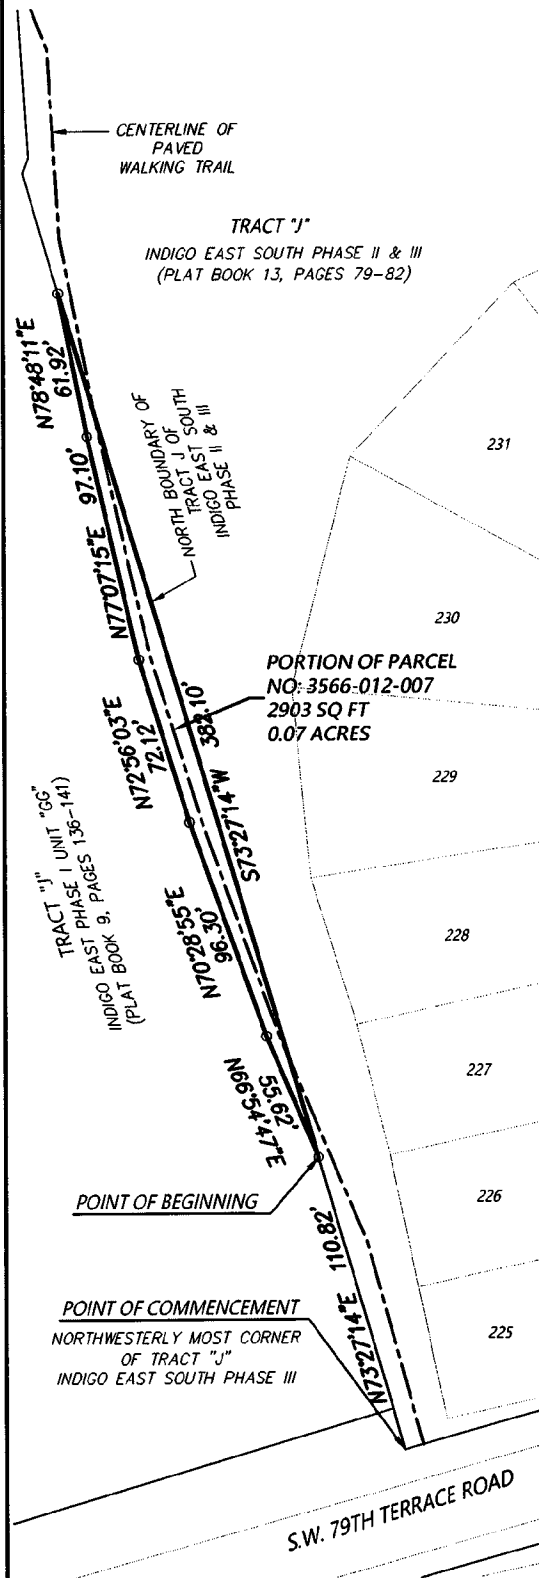 CENTERLINE OF
PAVED
WALKING TRAIL
TRACT "J"
INDIGO EAST SOUTH PHASE II & III
(PLAT BOOK 13, PAGES 79-82)
N78°48'11"E
61.92'
NORTH BOUNDARY OF
TRACT J OF
INDIGO EAST SOUTH
PHASE II & III
231
N77°07'15"E 97.10'
230
PORTION OF PARCEL
NO: 3566-012-007
2903 SQ FT
0.07 ACRES
N72°56'03"E
72.12'
S73°27'14"W 382.10'
229
TRACT "J"
INDIGO EAST PHASE I UNIT "GG"
(PLAT BOOK 9, PAGES 136-141)
N70°28'55"E
96.30'
228
227
N66°54'47"E
55.62'
POINT OF BEGINNING
226
N73°27'14"E 110.82'
POINT OF COMMENCEMENT
NORTHWESTERLY MOST CORNER
OF TRACT "J"
INDIGO EAST SOUTH PHASE III
225
S.W. 79TH TERRACE ROAD